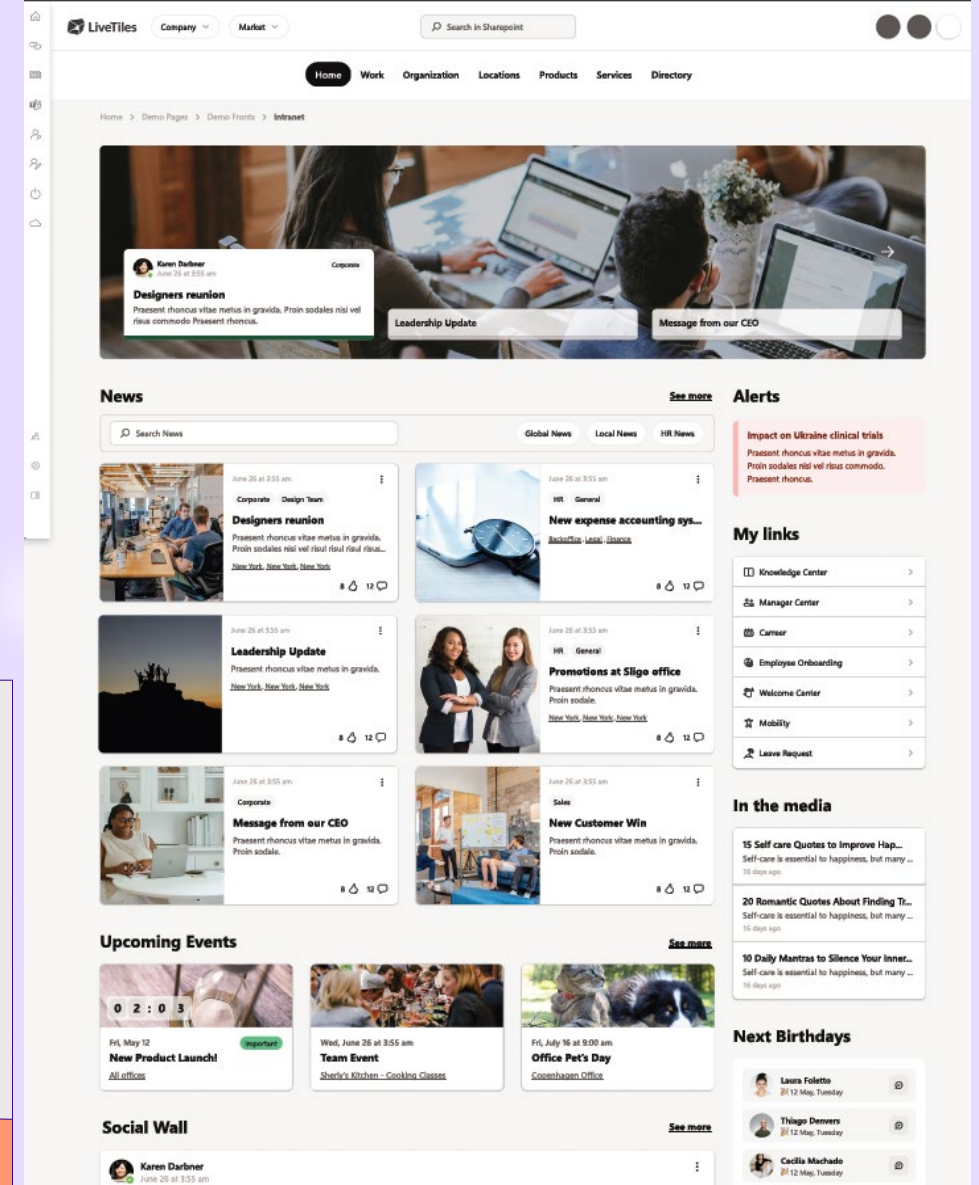 LiveTiles
Company
Market
Search in Sharepoint
Home
Work
Organization
Locations
Products
Services
Directory
Home > Demo Pages > Demo Fronts > Intranet
Karen Darbner
June 26 at 3:55 am
Corporate
Designers reunion
Praesent rhoncus vitae metus in gravida. Proin sodales nisi vel
risus commodo Praesent rhoncus.
Leadership Update
Message from our CEO
News
See more
Search News
Global News
Local News
HR News
June 26 at 3:55 am
Corporate
Design Team
Designers reunion
Praesent rhoncus vitae metus in gravida.
Proin sodales nisi vel risul risul risul risus...
New York, New York, New York
8
12
June 26 at 3:55 am
HR
General
New expense accounting sys...
Backoffice, Legal, Finance
8
12
June 26 at 3:55 am
Leadership Update
Praesent rhoncus vitae metus in gravida.
New York, New York, New York
8
12
June 26 at 3:55 am
HR
General
Promotions at Sligo office
Praesent rhoncus vitae metus in gravida.
Proin sodale.
New York, New York, New York
8
12
June 26 at 3:55 am
Corporate
Message from our CEO
Praesent rhoncus vitae metus in gravida.
Proin sodale.
8
12
June 26 at 3:55 am
Sales
New Customer Win
Praesent rhoncus vitae metus in gravida.
Proin sodale.
8
12
Upcoming Events
See more
0 2 : 0 3
Fri, May 12
Important
New Product Launch!
All offices
Wed, June 26 at 3:55 am
Team Event
Sherly's Kitchen - Cooking Classes
Fri, July 16 at 9:00 am
Office Pet's Day
Copenhagen Office
Social Wall
See more
Karen Darbner
June 26 at 3:55 am
Alerts
Impact on Ukraine clinical trials
Praesent rhoncus vitae metus in gravida.
Proin sodales nisl vel risus commodo.
Praesent rhoncus.
My links
Knowledge Center
Manager Center
Carreer
Employee Onboarding
Welcome Center
Mobility
Leave Request
In the media
15 Self care Quotes to Improve Hap...
Self-care is essential to happiness, but many ...
16 days ago
20 Romantic Quotes About Finding Tr...
Self-care is essential to happiness, but many ...
16 days ago
10 Daily Mantras to Silence Your Inner...
Self-care is essential to happiness, but many ...
16 days ago
Next Birthdays
Laura Foletto
12 May, Tuesday
Thiago Denvers
12 May, Tuesday
Cecilia Machado
12 May, Tuesday